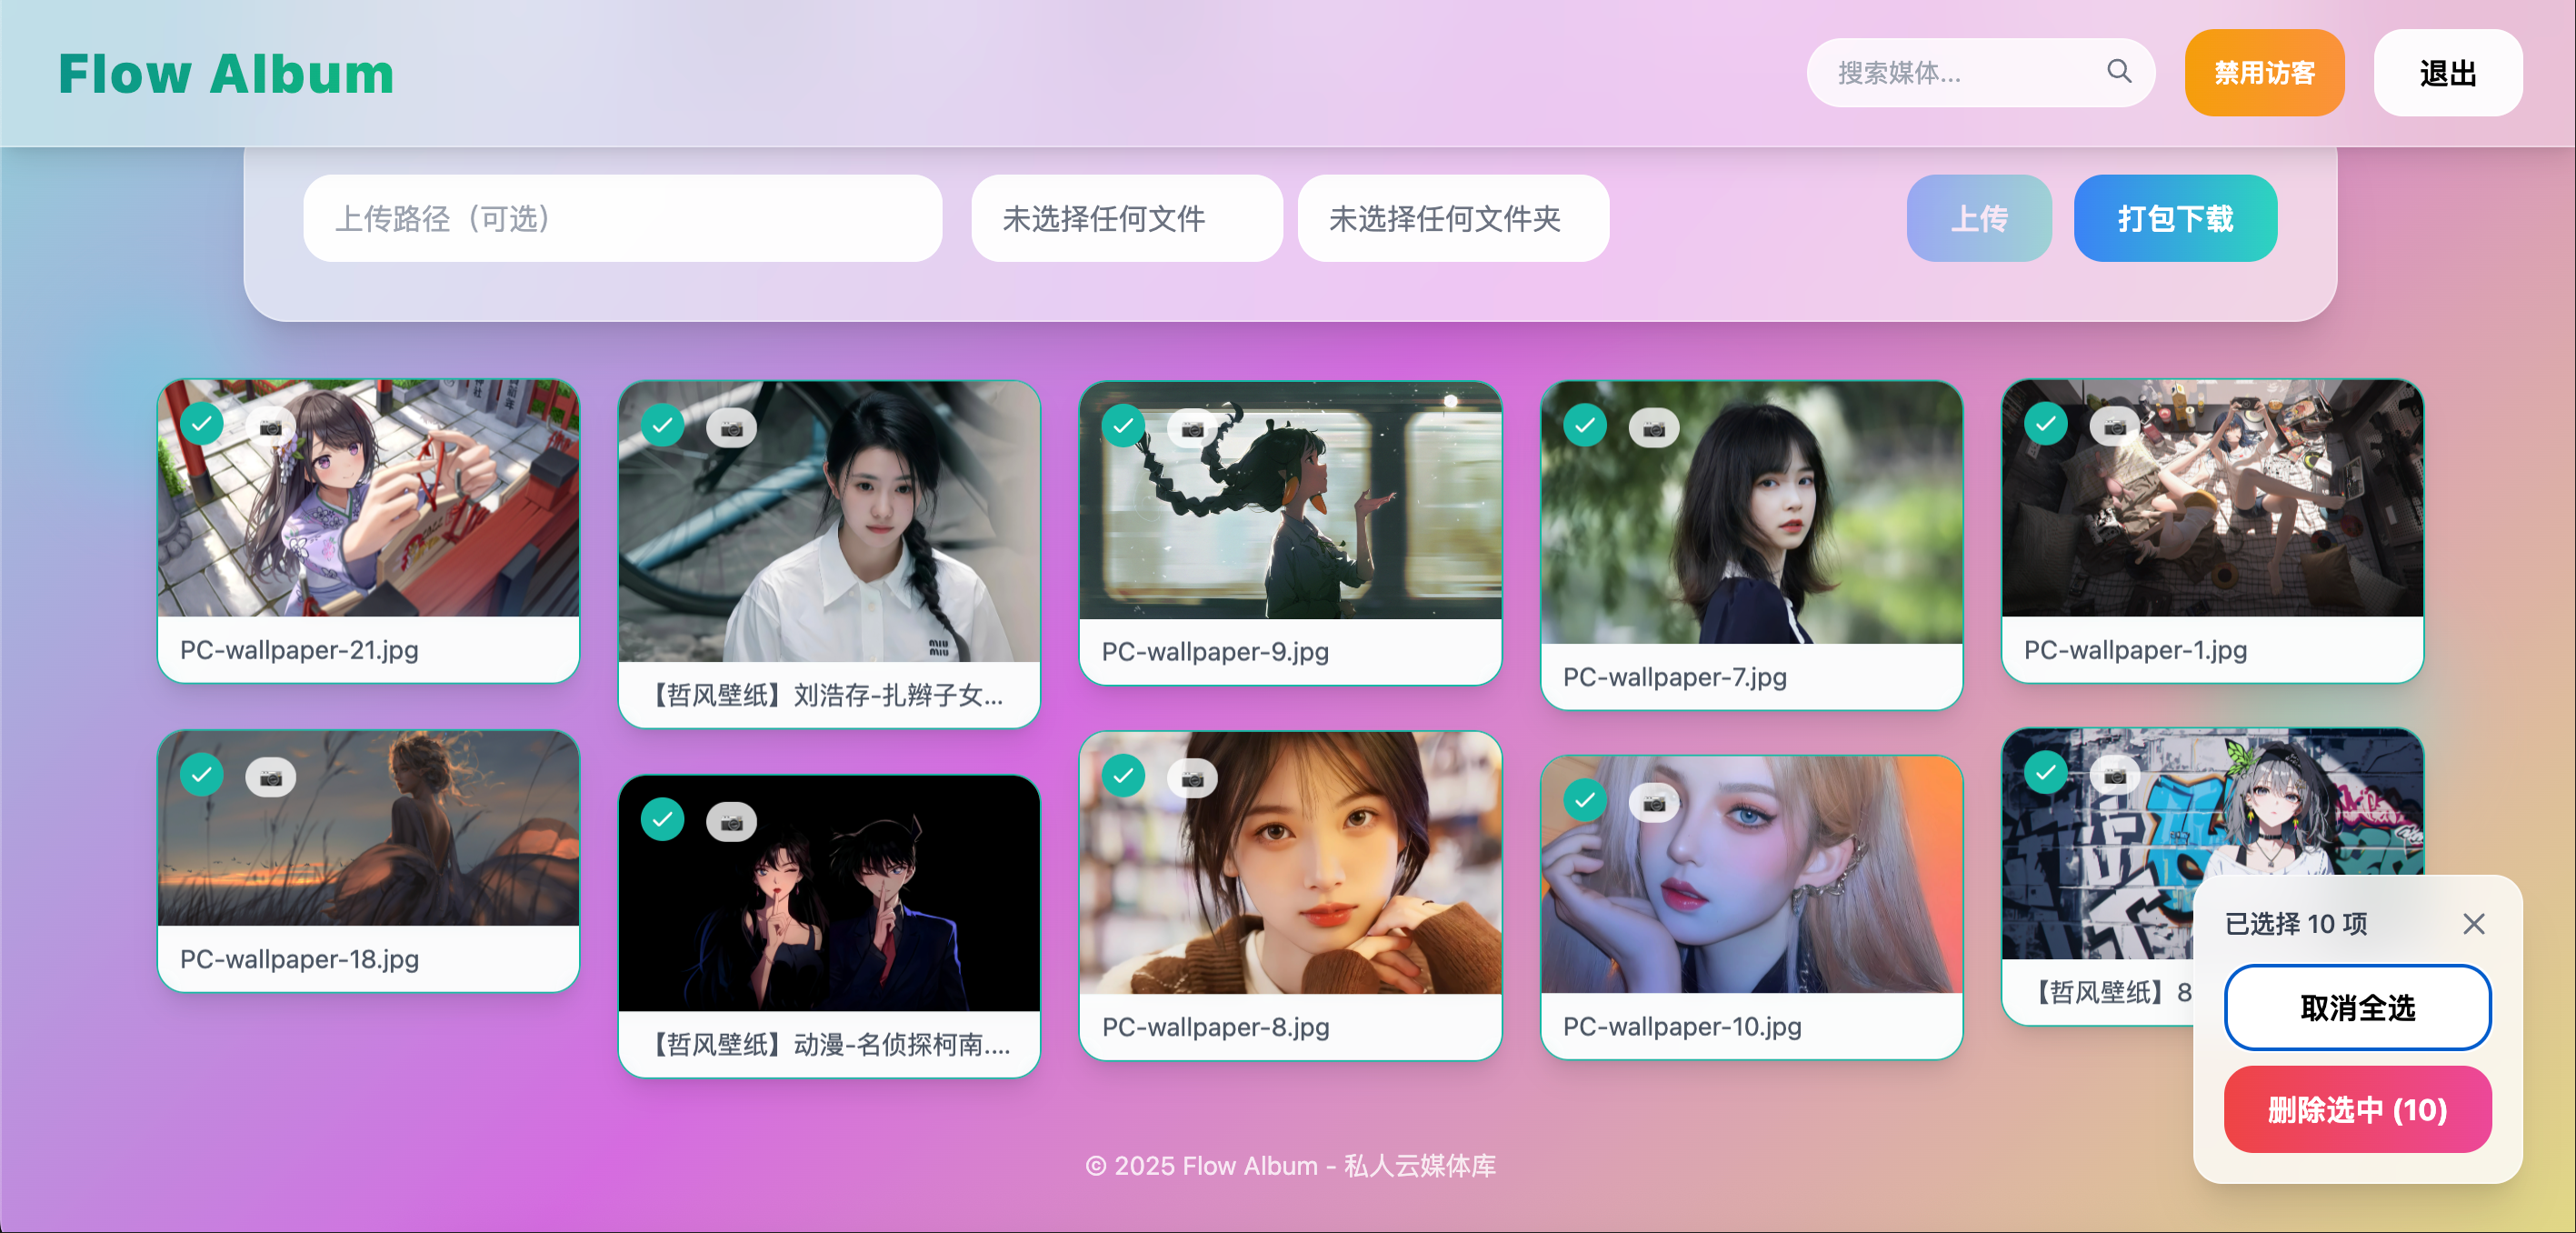 Flow Album
搜索媒体...
禁用访客
退出
上传路径（可选）
未选择任何文件
未选择任何文件夹
上传
打包下载
PC-wallpaper-21.jpg
MIU
MIU
【哲风壁纸】刘浩存-扎辫子女...
PC-wallpaper-9.jpg
PC-wallpaper-7.jpg
PC-wallpaper-1.jpg
PC-wallpaper-18.jpg
【哲风壁纸】动漫-名侦探柯南....
PC-wallpaper-8.jpg
PC-wallpaper-10.jpg
【哲风壁纸】8
已选择 10 项
取消全选
删除选中 (10)
© 2025 Flow Album - 私人云媒体库